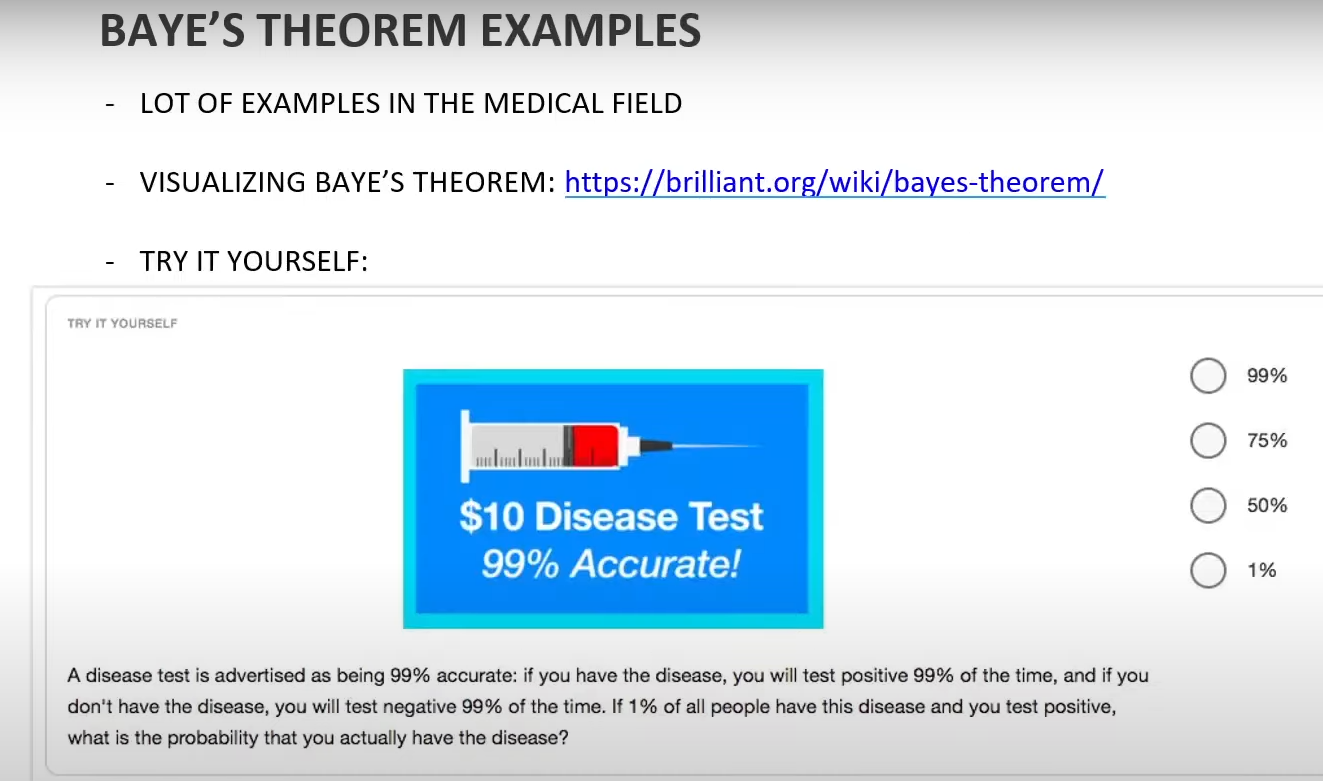 BAYE’S THEOREM EXAMPLES
- LOT OF EXAMPLES IN THE MEDICAL FIELD
- VISUALIZING BAYE’S THEOREM: https://brilliant.org/wiki/bayes-theorem/
- TRY IT YOURSELF:
TRY IT YOURSELF
$10 Disease Test
99% Accurate!
99%
75%
50%
1%
A disease test is advertised as being 99% accurate: if you have the disease, you will test positive 99% of the time, and if you
don't have the disease, you will test negative 99% of the time. If 1% of all people have this disease and you test positive,
what is the probability that you actually have the disease?